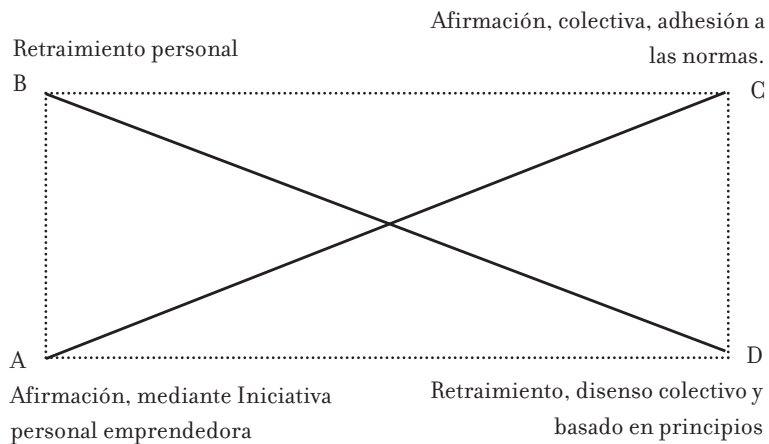 Retraimiento personal
Afirmación, colectiva, adhesión a
las normas.
B
C
A
D
Afirmación, mediante Iniciativa
personal emprendedora
Retraimiento, disenso colectivo y
basado en principios